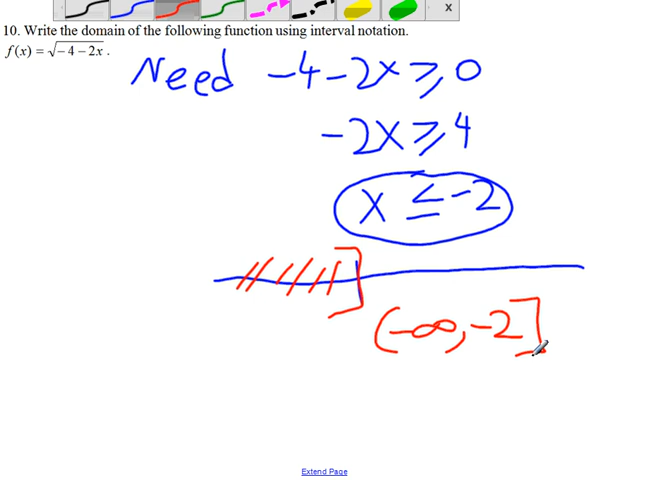 x
10. Write the domain of the following function using interval notation.
f(x) = √-4 - 2x .
Need -4-2x ≥ 0
-2x ≥ 4
x ≤ -2
(-∞, -2]
Extend Page